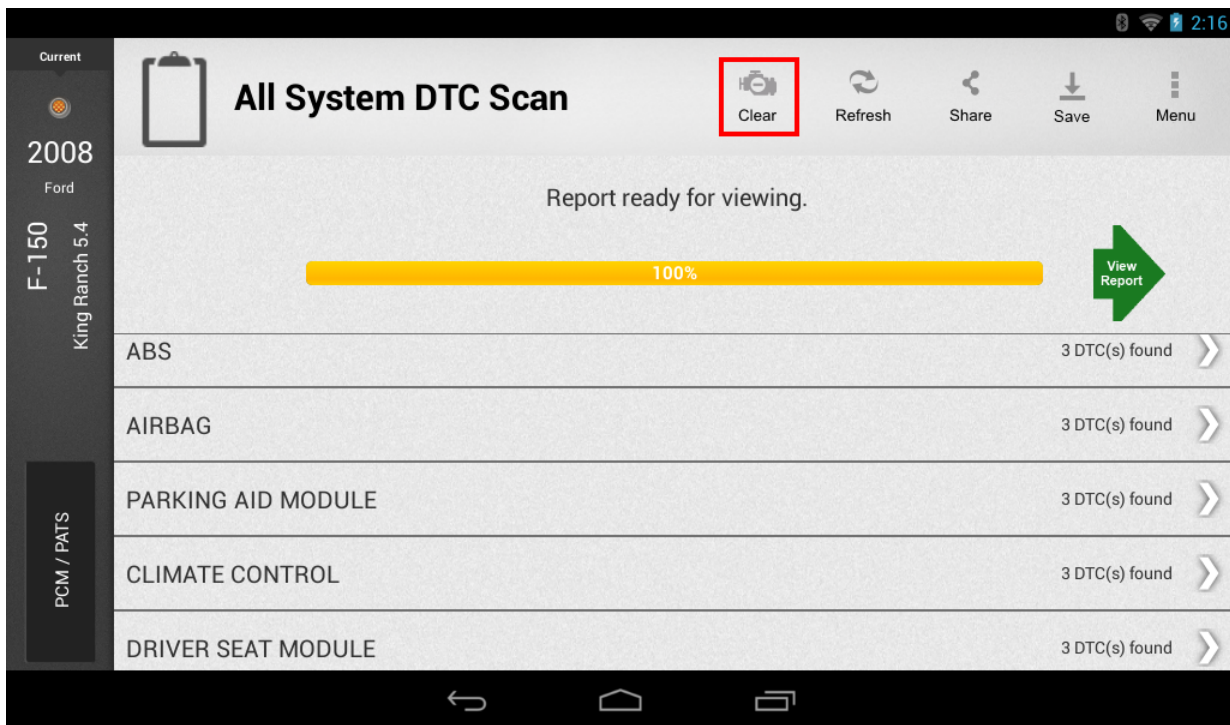 2:16
Current
2008
Ford
F-150
King Ranch 5.4
PCM / PATS
All System DTC Scan
Clear
Refresh
Share
Save
Menu
Report ready for viewing.
100%
View
Report
ABS 3 DTC(s) found
AIRBAG 3 DTC(s) found
PARKING AID MODULE 3 DTC(s) found
CLIMATE CONTROL 3 DTC(s) found
DRIVER SEAT MODULE 3 DTC(s) found